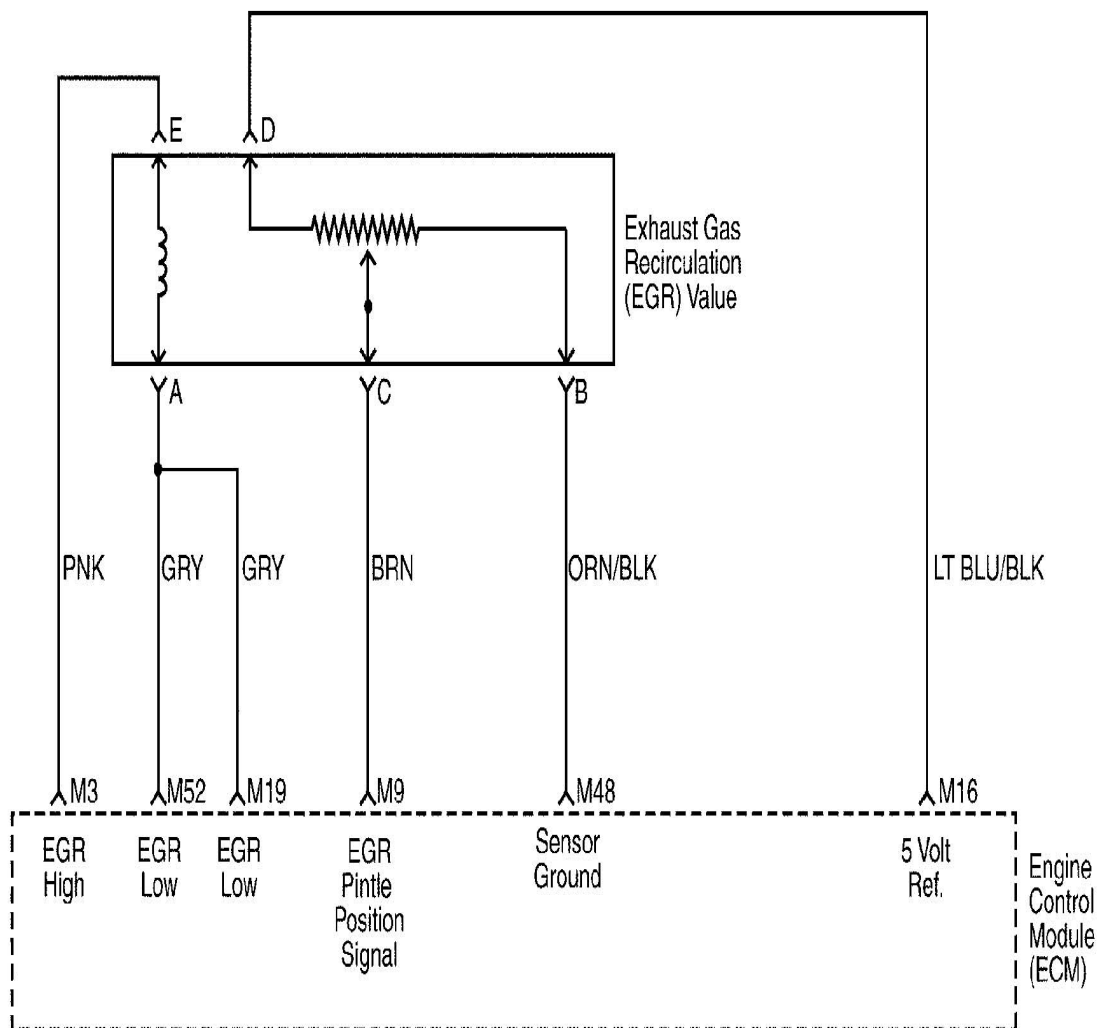 E
D
Exhaust Gas
Recirculation
(EGR) Value
A
C
B
PNK
GRY
GRY
BRN
ORN/BLK
LT BLU/BLK
M3
M52
M19
M9
M48
M16
EGR
High
EGR
Low
EGR
Low
EGR
Pintle
Position
Signal
Sensor
Ground
5 Volt
Ref.
Engine
Control
Module
(ECM)